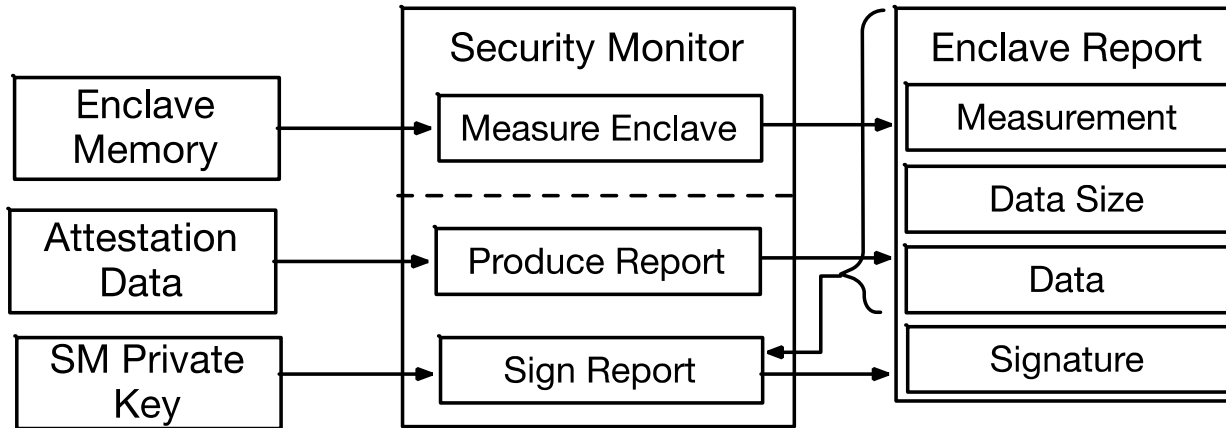 Security Monitor
Enclave Report
Enclave
Memory
Measure Enclave
Measurement
Attestation
Data
Produce Report
Data Size
Data
SM Private
Key
Sign Report
Signature